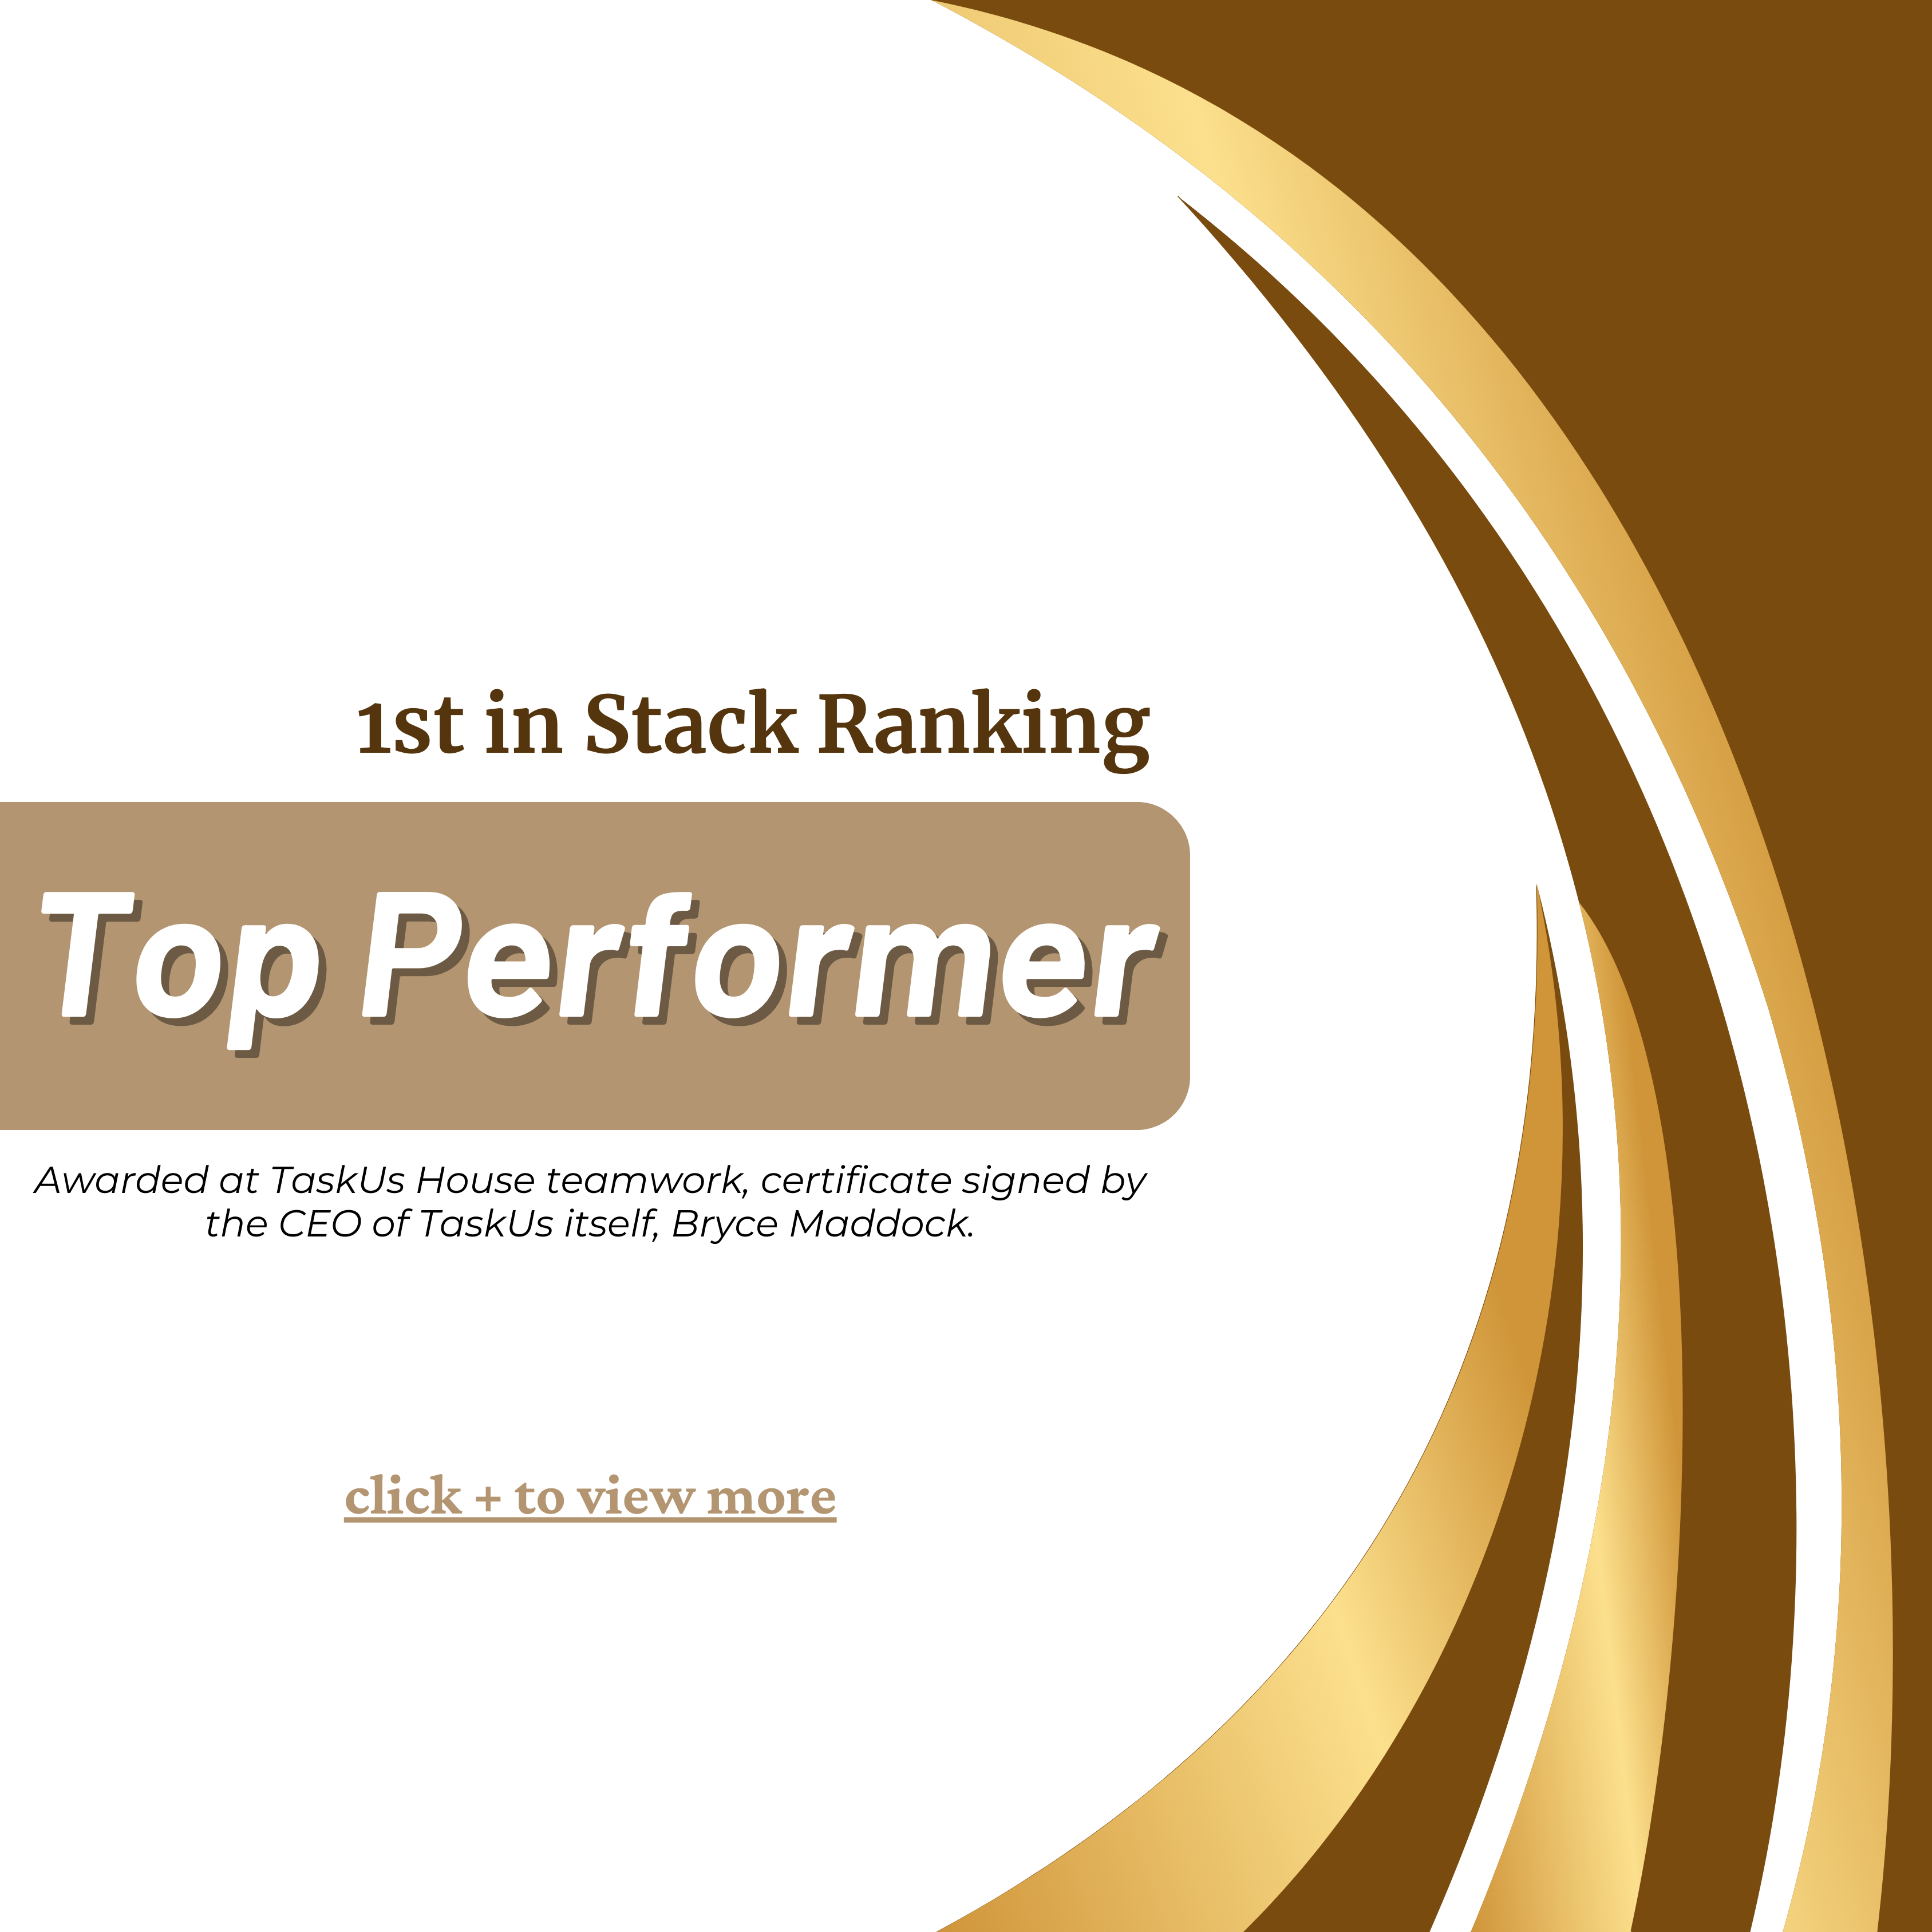 1st in Stack Ranking
Top Performer
Awarded at TaskUs House teamwork, certificate signed by
the CEO of TaskUs itself, Bryce Maddock.
click + to view more